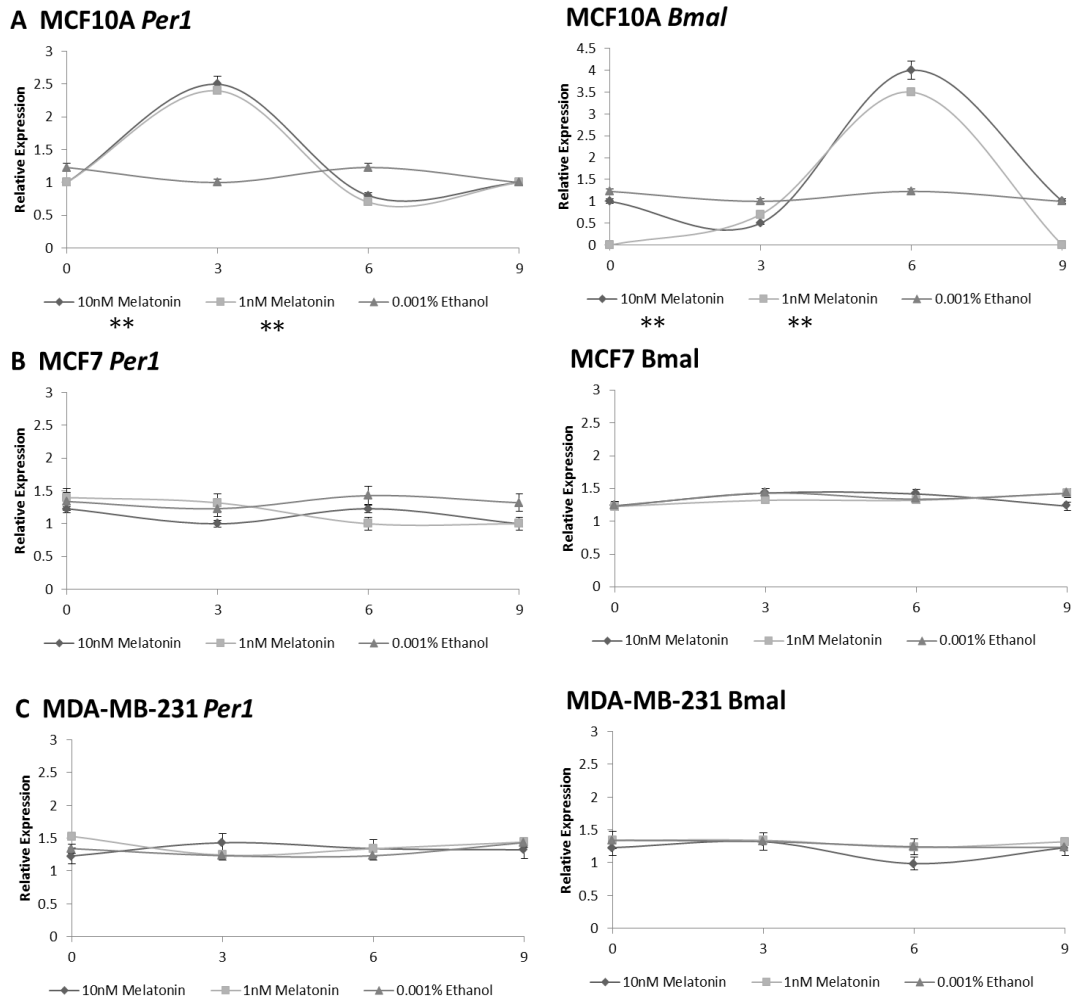 A MCF10A Per1
Relative Expression
3
2.5
2
1.5
1
0.5
0
0 3 6 9
10nM Melatonin 1nM Melatonin 0.001% Ethanol
** **
MCF10A Bmal
Relative Expression
4.5
4
3.5
3
2.5
2
1.5
1
0.5
0
0 3 6 9
10nM Melatonin 1nM Melatonin 0.001% Ethanol
** **
B MCF7 Per1
Relative Expression
3
2.5
2
1.5
1
0.5
0
0 3 6 9
10nM Melatonin 1nM Melatonin 0.001% Ethanol
MCF7 Bmal
Relative Expression
3
2.5
2
1.5
1
0.5
0
0 3 6 9
10nM Melatonin 1nM Melatonin 0.001% Ethanol
C MDA-MB-231 Per1
Relative Expression
3
2.5
2
1.5
1
0.5
0
0 3 6 9
10nM Melatonin 1nM Melatonin 0.001% Ethanol
MDA-MB-231 Bmal
Relative Expression
3
2.5
2
1.5
1
0.5
0
0 3 6 9
10nM Melatonin 1nM Melatonin 0.001% Ethanol